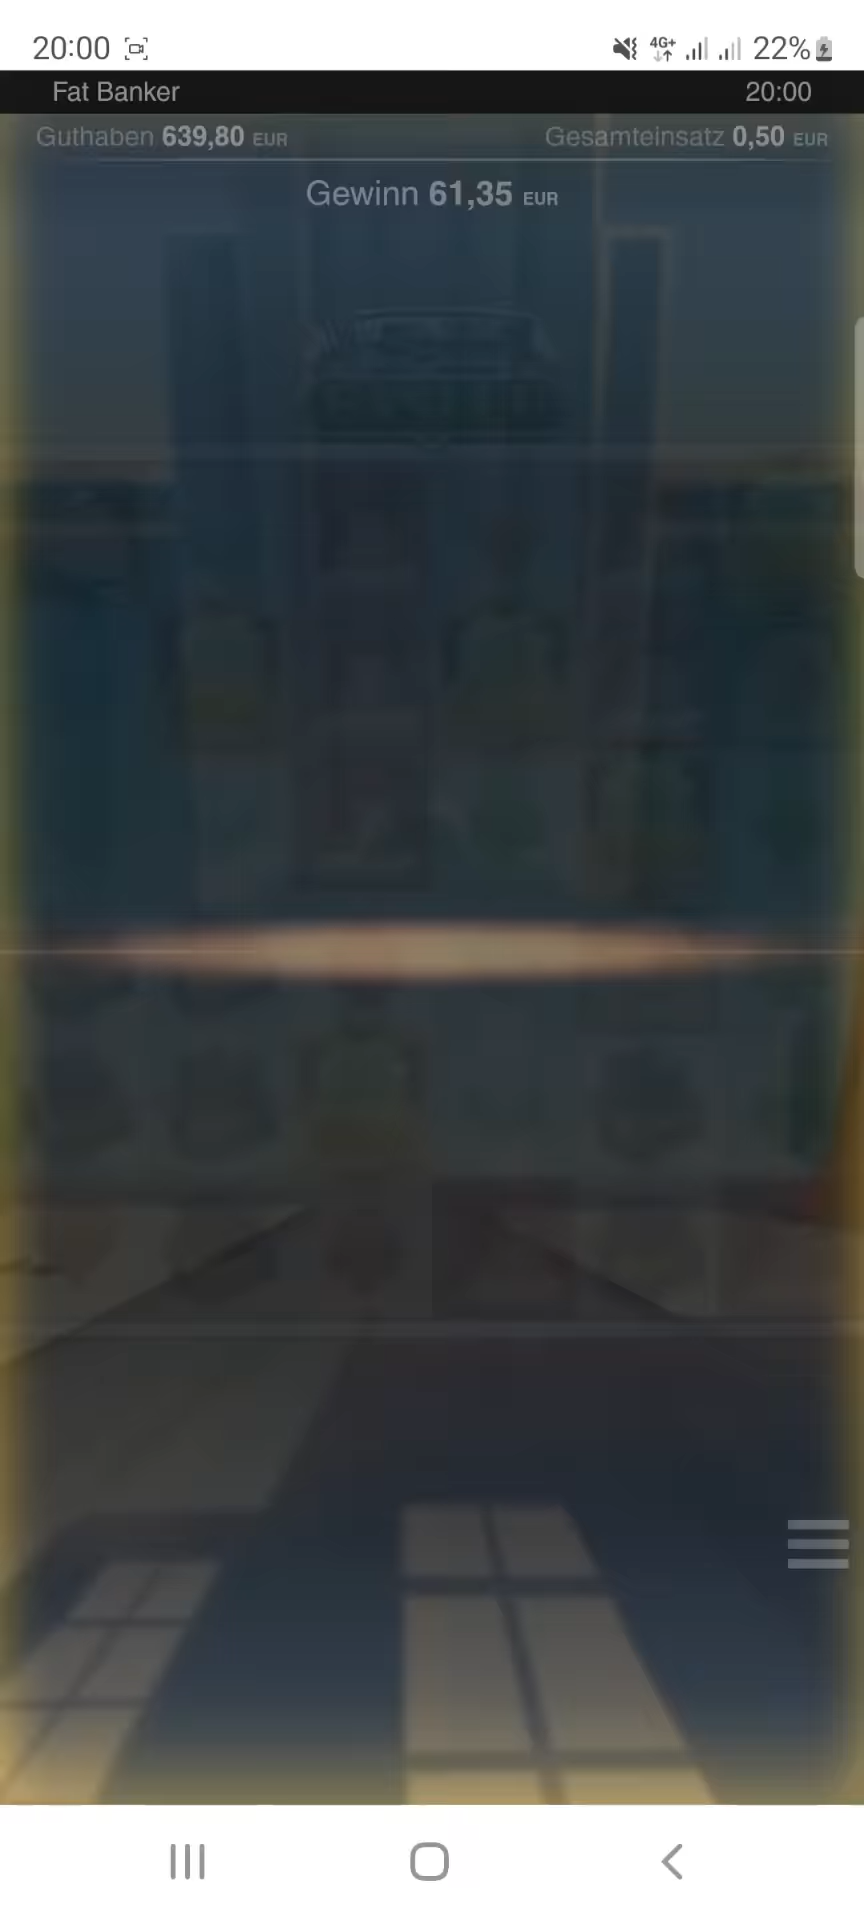 20:00 4G+ 22%
Fat Banker 20:00
Guthaben 639,80 EUR Gesamteinsatz 0,50 EUR
Gewinn 61,35 EUR